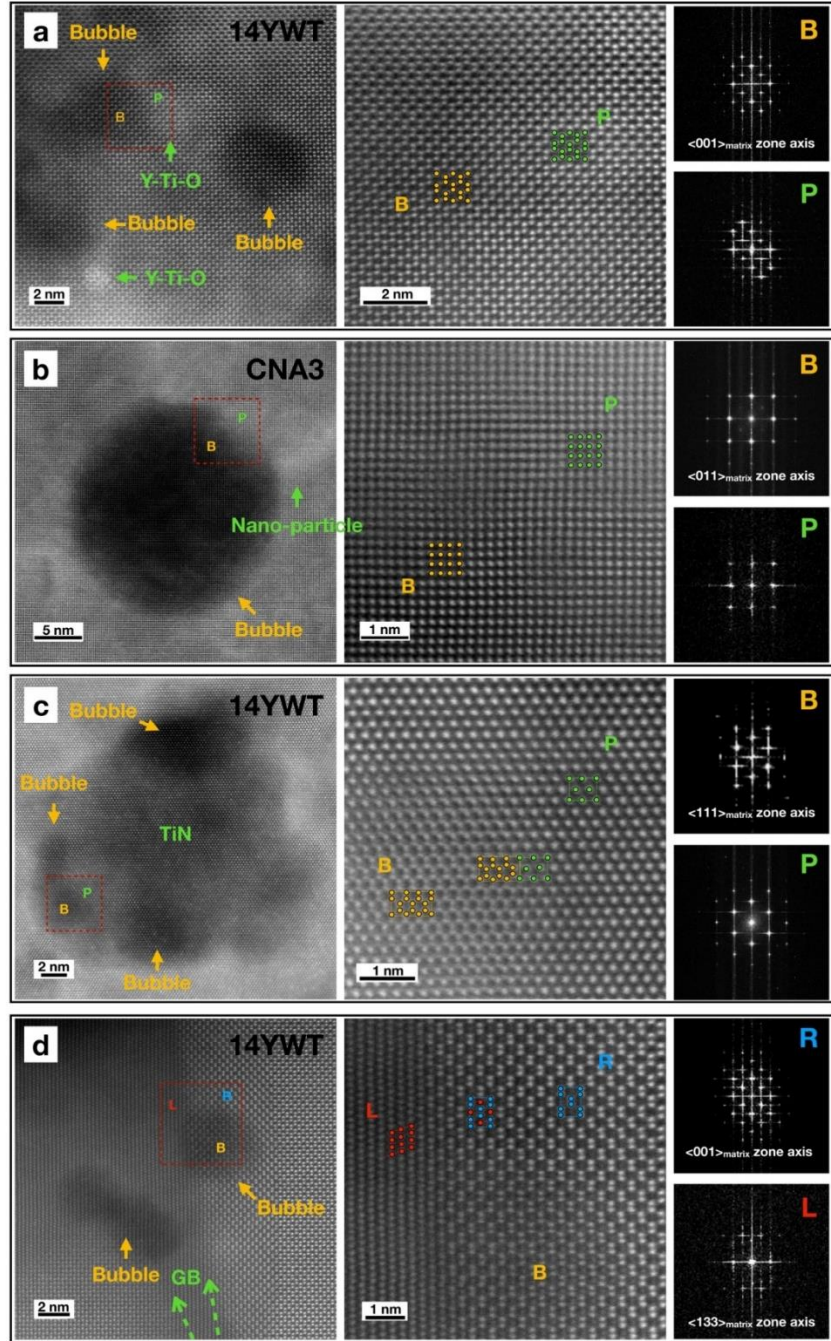 a
14YWT
Bubble
P
B
Y-Ti-O
Bubble
Bubble
Y-Ti-O
2 nm
P
B
2 nm
B
<001>matrix zone axis
P
b
CNA3
P
B
Nano-particle
Bubble
5 nm
P
B
1 nm
B
<011>matrix zone axis
P
c
14YWT
Bubble
Bubble
TiN
P
B
Bubble
2 nm
P
B
1 nm
B
<111>matrix zone axis
P
d
14YWT
L
R
B
Bubble
Bubble
GB
2 nm
R
L
B
1 nm
R
<001>matrix zone axis
L
<133>matrix zone axis